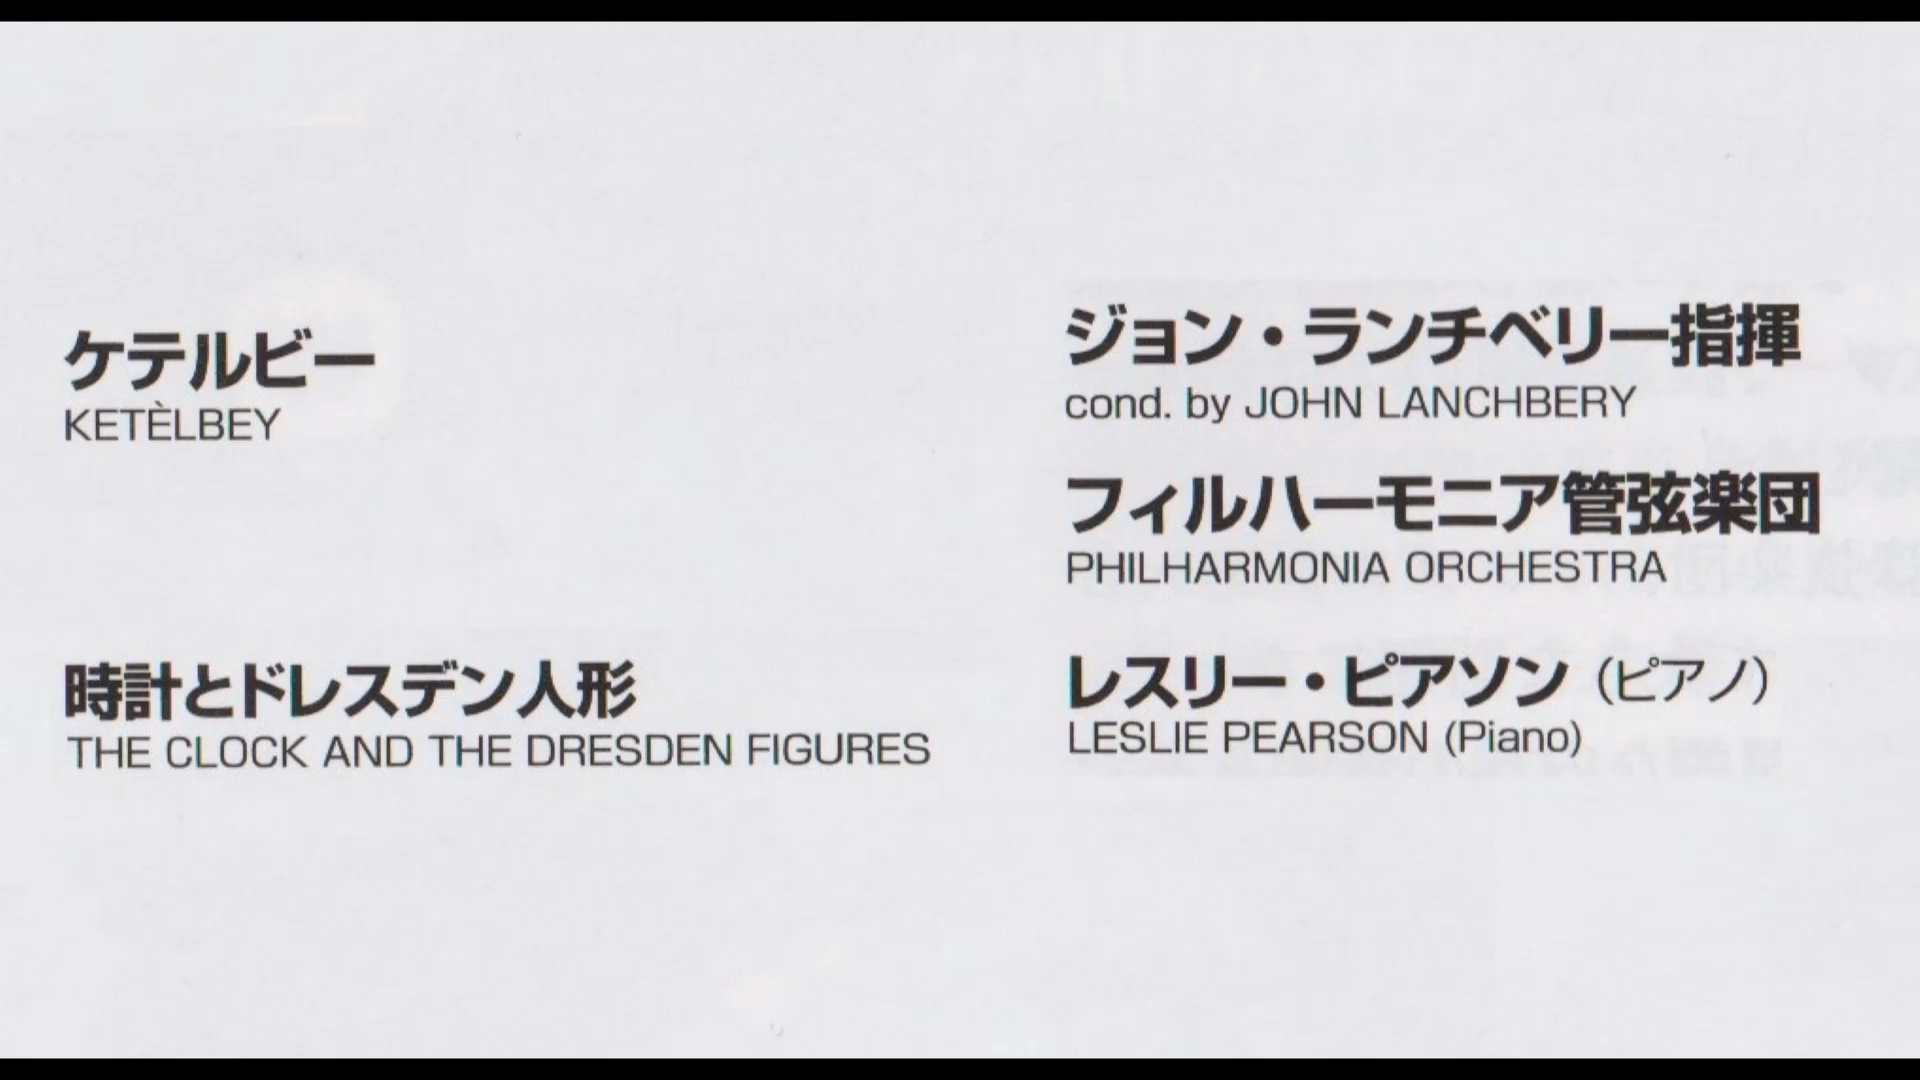 ケテルビー
KETÈLBEY
時計とドレスデン人形
THE CLOCK AND THE DRESDEN FIGURES
ジョン・ランチベリー指揮
cond. by JOHN LANCHBERY
フィルハーモニア管弦楽団
PHILHARMONIA ORCHESTRA
レスリー・ピアソン（ピアノ）
LESLIE PEARSON (Piano)